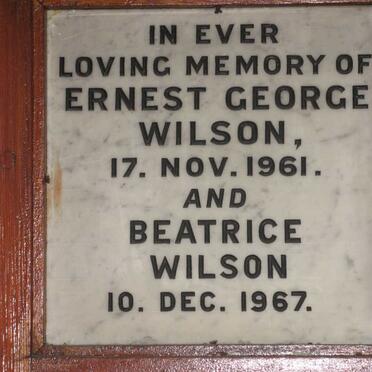 IN EVER
LOVING MEMORY OF
ERNEST GEORGE
WILSON,
17. NOV. 1961.
AND
BEATRICE
WILSON
10. DEC. 1967.